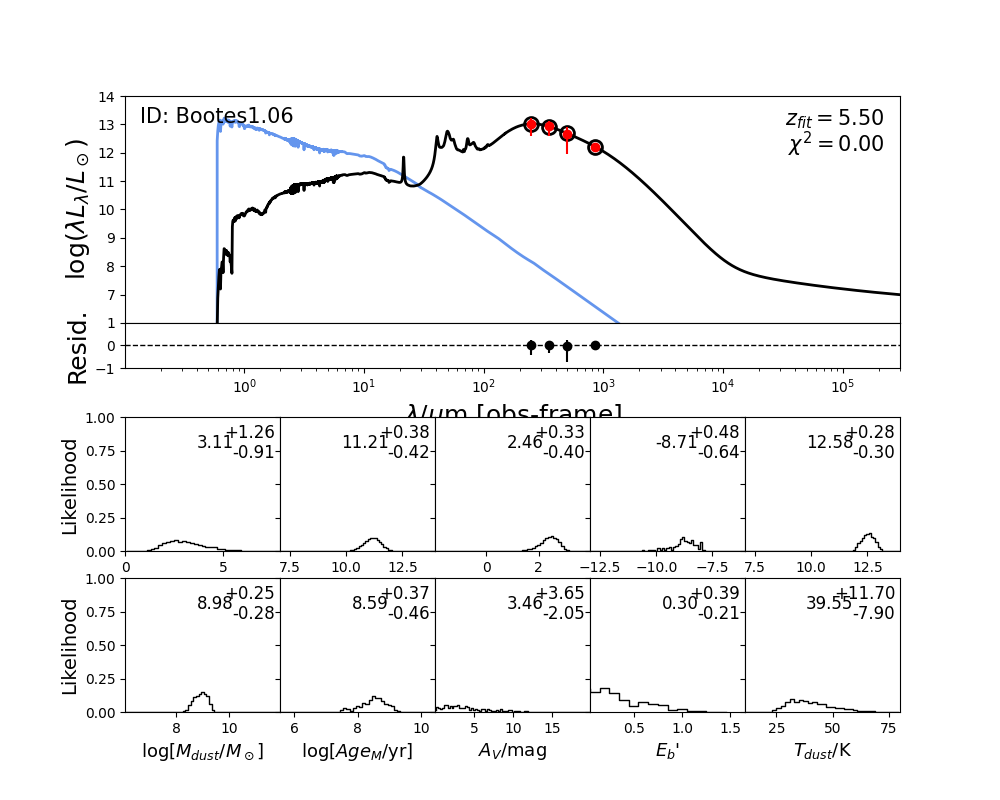 14
13
12
11
10
9
8
7
1
0
−1
log(λL_λ/L_⊙)
Resid.
ID: Bootes1.06
z_fit = 5.50
χ² = 0.00
10⁰ 10¹ 10² 10³ 10⁴ 10⁵
λ/μm [obs-frame]
Likelihood
1.00
0.75
0.50
0.25
0.00
3.11 +1.26 -0.91
11.21 +0.38 -0.42
2.46 +0.33 -0.40
-8.71 +0.48 -0.64
12.58 +0.28 -0.30
0 5 7.5 10.0 12.5 0 2 −12.5 −10.0 −7.5 7.5 10.0 12.5
Likelihood
1.00
0.75
0.50
0.25
0.00
8.98 +0.25 -0.28
8.59 +0.37 -0.46
3.46 +3.65 -2.05
0.30 +0.39 -0.21
39.55 +11.70 -7.90
8 10 6 8 10 5 10 15 0.5 1.0 1.5 25 50 75
log[M_dust/M_⊙] log[Age_M/yr] A_V/mag E_b' T_dust/K